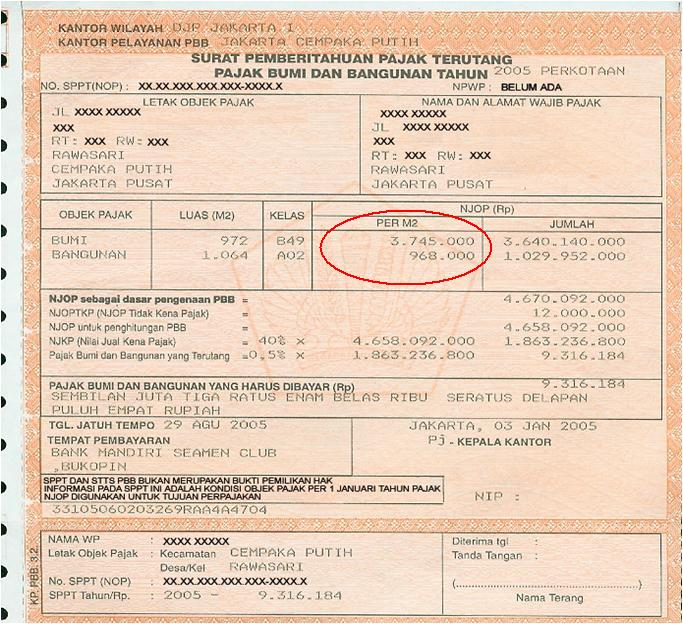 KANTOR WILAYAH DJP JAKARTA I
KANTOR PELAYANAN PBB JAKARTA CEMPAKA PUTIH
SURAT PEMBERITAHUAN PAJAK TERUTANG
PAJAK BUMI DAN BANGUNAN TAHUN 2005 PERKOTAAN
NO. SPPT(NOP) : XX.XX.XXX.XXX.XXX-XXXX.X NPWP : BELUM ADA
LETAK OBJEK PAJAK NAMA DAN ALAMAT WAJIB PAJAK
JL XXXX XXXXX
XXX
RT: XXX RW: XXX
RAWASARI
CEMPAKA PUTIH
JAKARTA PUSAT
XXXX XXXXX
JL XXXX XXXXX
XXX
RT: XXX RW: XXX
RAWASARI
JAKARTA PUSAT
OBJEK PAJAK LUAS (M2) KELAS NJOP (Rp)
PER M2 JUMLAH
BUMI 972 B49 3.745.000 3.640.140.000
BANGUNAN 1.064 A02 968.000 1.029.952.000
NJOP sebagai dasar pengenaan PBB = 4.670.092.000
NJOPTKP (NJOP Tidak Kena Pajak) = 12.000.000
NJOP untuk penghitungan PBB = 4.658.092.000
NJKP (Nilai Jual Kena Pajak) = 40% x 4.658.092.000 1.863.236.800
Pajak Bumi dan Bangunan yang Terutang =0,5% x 1.863.236.800 9.316.184
PAJAK BUMI DAN BANGUNAN YANG HARUS DIBAYAR (Rp) 9.316.184
SEMBILAN JUTA TIGA RATUS ENAM BELAS RIBU SERATUS DELAPAN
PULUH EMPAT RUPIAH
TGL. JATUH TEMPO 29 AGU 2005
TEMPAT PEMBAYARAN
BANK MANDIRI SEAMEN CLUB
,BUKOPIN
JAKARTA, 03 JAN 2005
Pj - KEPALA KANTOR
SPPT DAN STTS PBB BUKAN MERUPAKAN BUKTI PEMILIKAN HAK
INFORMASI PADA SPPT INI ADALAH KONDISI OBJEK PAJAK PER 1 JANUARI TAHUN PAJAK
NJOP DIGUNAKAN UNTUK TUJUAN PERPAJAKAN
NIP :
33105060203269RAA4A4704
NAMA WP : XXXX XXXXX
Letak Objek Pajak : Kecamatan CEMPAKA PUTIH
Desa/Kel RAWASARI
No. SPPT (NOP) : XX.XX.XXX.XXX.XXX-XXXX.X
SPPT Tahun/Rp. : 2005 - 9.316.184
Diterima tgl :
Tanda Tangan :
(..........................................)
Nama Terang
KP. PBB. 3.2.